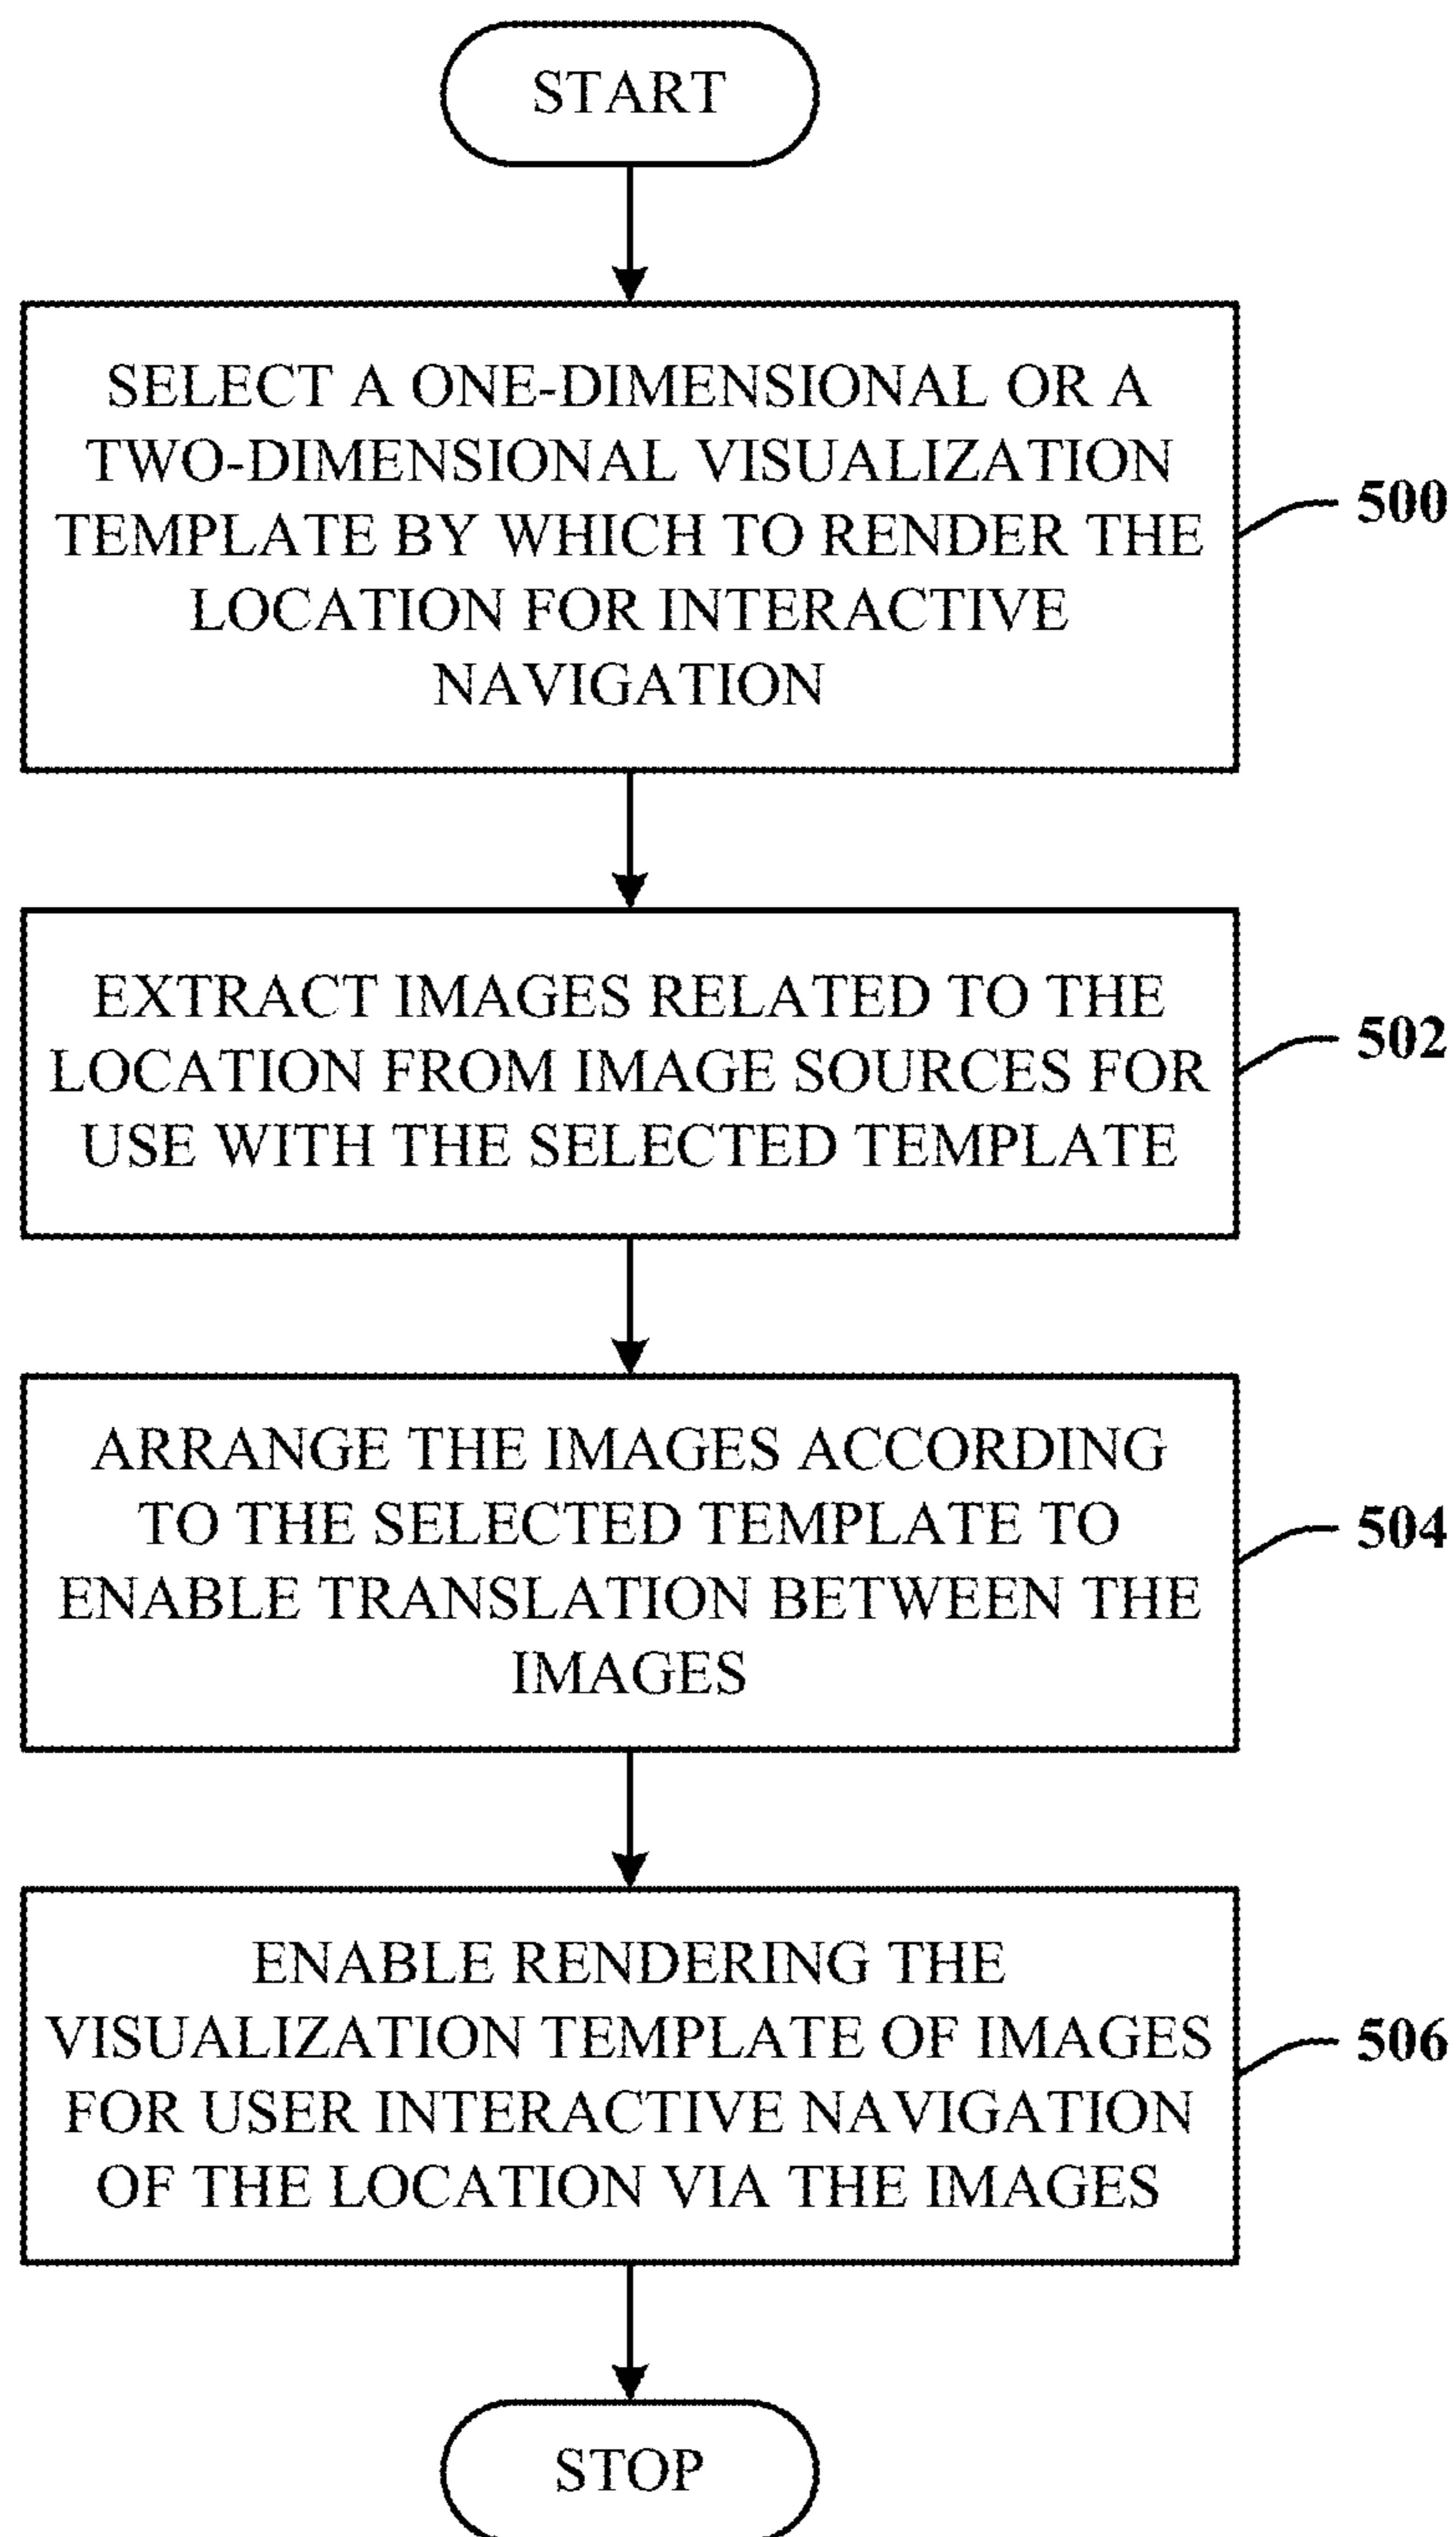 START
SELECT A ONE-DIMENSIONAL OR A
TWO-DIMENSIONAL VISUALIZATION
TEMPLATE BY WHICH TO RENDER THE
LOCATION FOR INTERACTIVE
NAVIGATION
500
EXTRACT IMAGES RELATED TO THE
LOCATION FROM IMAGE SOURCES FOR
USE WITH THE SELECTED TEMPLATE
502
ARRANGE THE IMAGES ACCORDING
TO THE SELECTED TEMPLATE TO
ENABLE TRANSLATION BETWEEN THE
IMAGES
504
ENABLE RENDERING THE
VISUALIZATION TEMPLATE OF IMAGES
FOR USER INTERACTIVE NAVIGATION
OF THE LOCATION VIA THE IMAGES
506
STOP